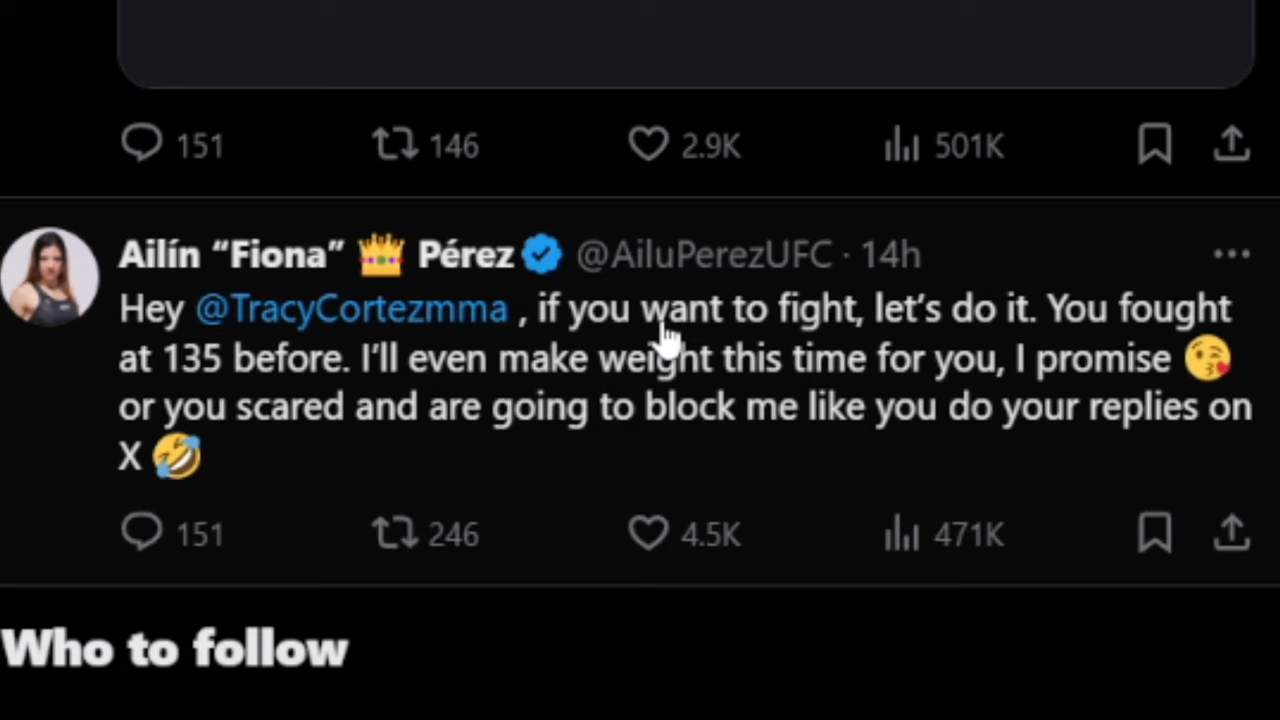 151 146 2.9K 501K
Ailín “Fiona” 👑 Pérez @AiluPerezUFC · 14h
Hey @TracyCortezmma , if you want to fight, let’s do it. You fought
at 135 before. I’ll even make weight this time for you, I promise 😘
or you scared and are going to block me like you do your replies on
X 🤣
151 246 4.5K 471K
Who to follow